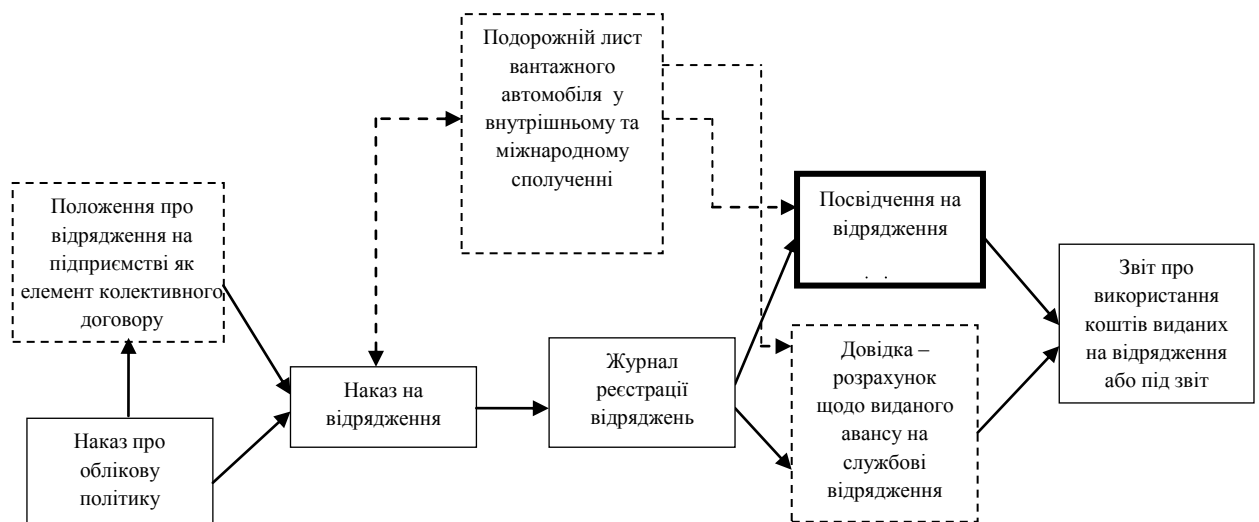 Подорожній лист
вантажного
автомобіля у
внутрішньому та
міжнародному
сполученні
Положення про
відрядження на
підприємстві як
елемент колективного
договору
Посвідчення на
відрядження
. .
Звіт про
використання
коштів виданих
на відрядження
або під звіт
Наказ на
відрядження
Журнал
реєстрації
відряджень
Довідка –
розрахунок
щодо виданого
авансу на
службові
відрядження
Наказ про
облікову
політику